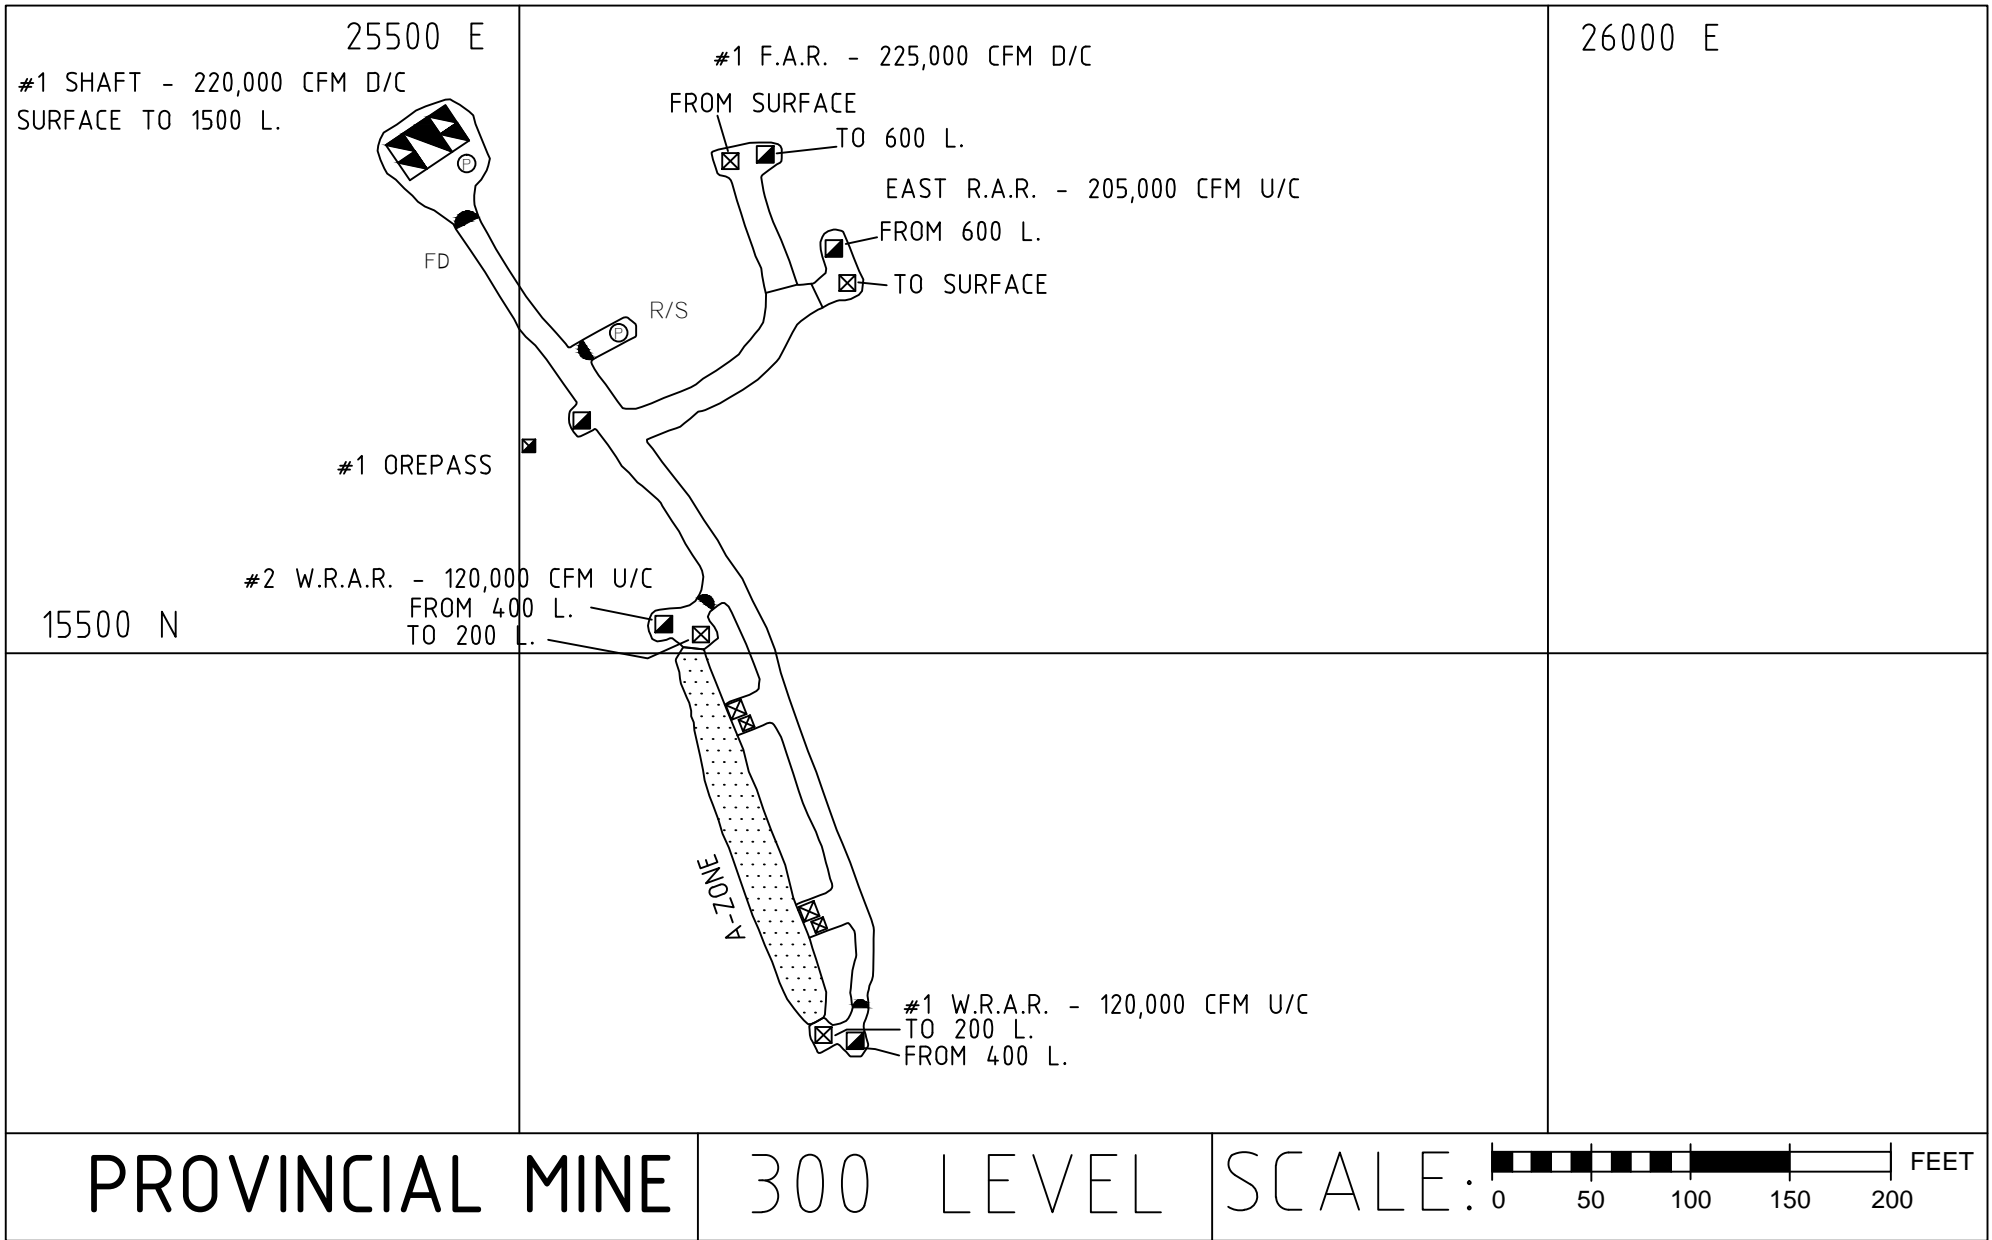 25500 E
26000 E
#1 SHAFT - 220,000 CFM D/C
SURFACE TO 1500 L.
#1 F.A.R. - 225,000 CFM D/C
FROM SURFACE
TO 600 L.
P
EAST R.A.R. - 205,000 CFM U/C
FROM 600 L.
FD
TO SURFACE
R/S
P
#1 OREPASS
#2 W.R.A.R. - 120,000 CFM U/C
FROM 400 L.
TO 200 L.
15500 N
A-ZONE
#1 W.R.A.R. - 120,000 CFM U/C
TO 200 L.
FROM 400 L.
PROVINCIAL MINE
300 LEVEL
SCALE:
FEET
0 50 100 150 200